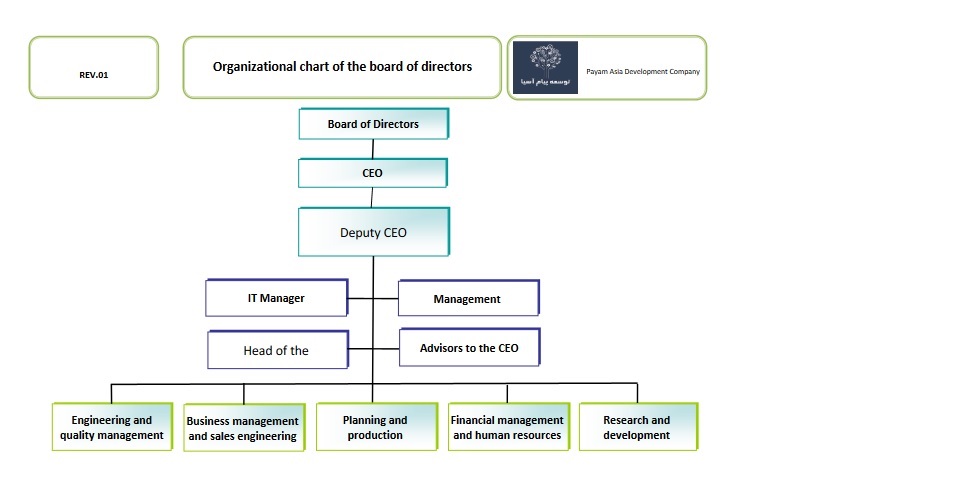 REV.01
Organizational chart of the board of directors
توسعه پیام آسیا
Payam Asia Development Company
Board of Directors
CEO
Deputy CEO
IT Manager
Management
Head of the
Advisors to the CEO
Engineering and
quality management
Business management
and sales engineering
Planning and
production
Financial management
and human resources
Research and
development